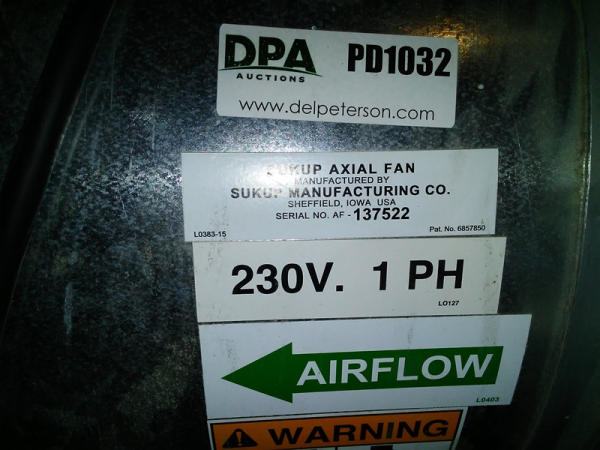 DPA
AUCTIONS
PD1032
www.delpeterson.com
SUKUP AXIAL FAN
MANUFACTURED BY
SUKUP MANUFACTURING CO.
SHEFFIELD, IOWA USA
SERIAL NO. AF - 137522
L0383-15
Pat. No. 6857850
230V. 1 PH
LO127
AIRFLOW
L0403
WARNING